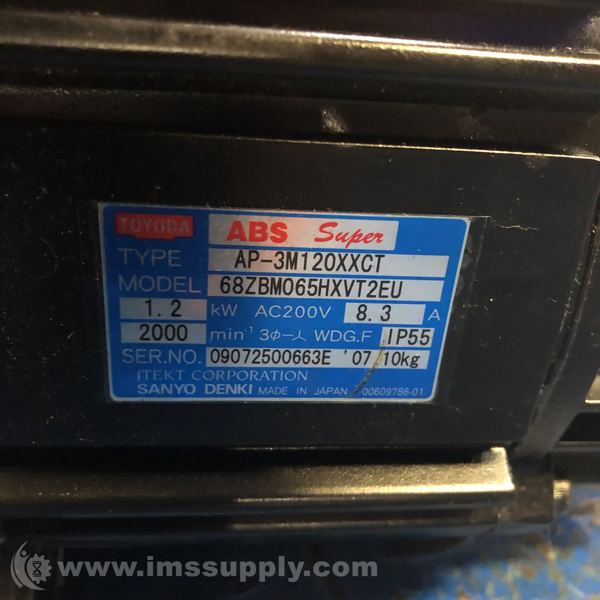 TOYODA ABS Super
TYPE AP-3M120XXCT
MODEL 68ZBM065HXVT2EU
1.2 kW AC200V 8.3 A
2000 min⁻¹ 3φ-人 WDG.F IP55
SER.NO. 09072500663E '07 10kg
JTEKT CORPORATION
SANYO DENKI MADE IN JAPAN 00609786-01
www.imssupply.com
IMS